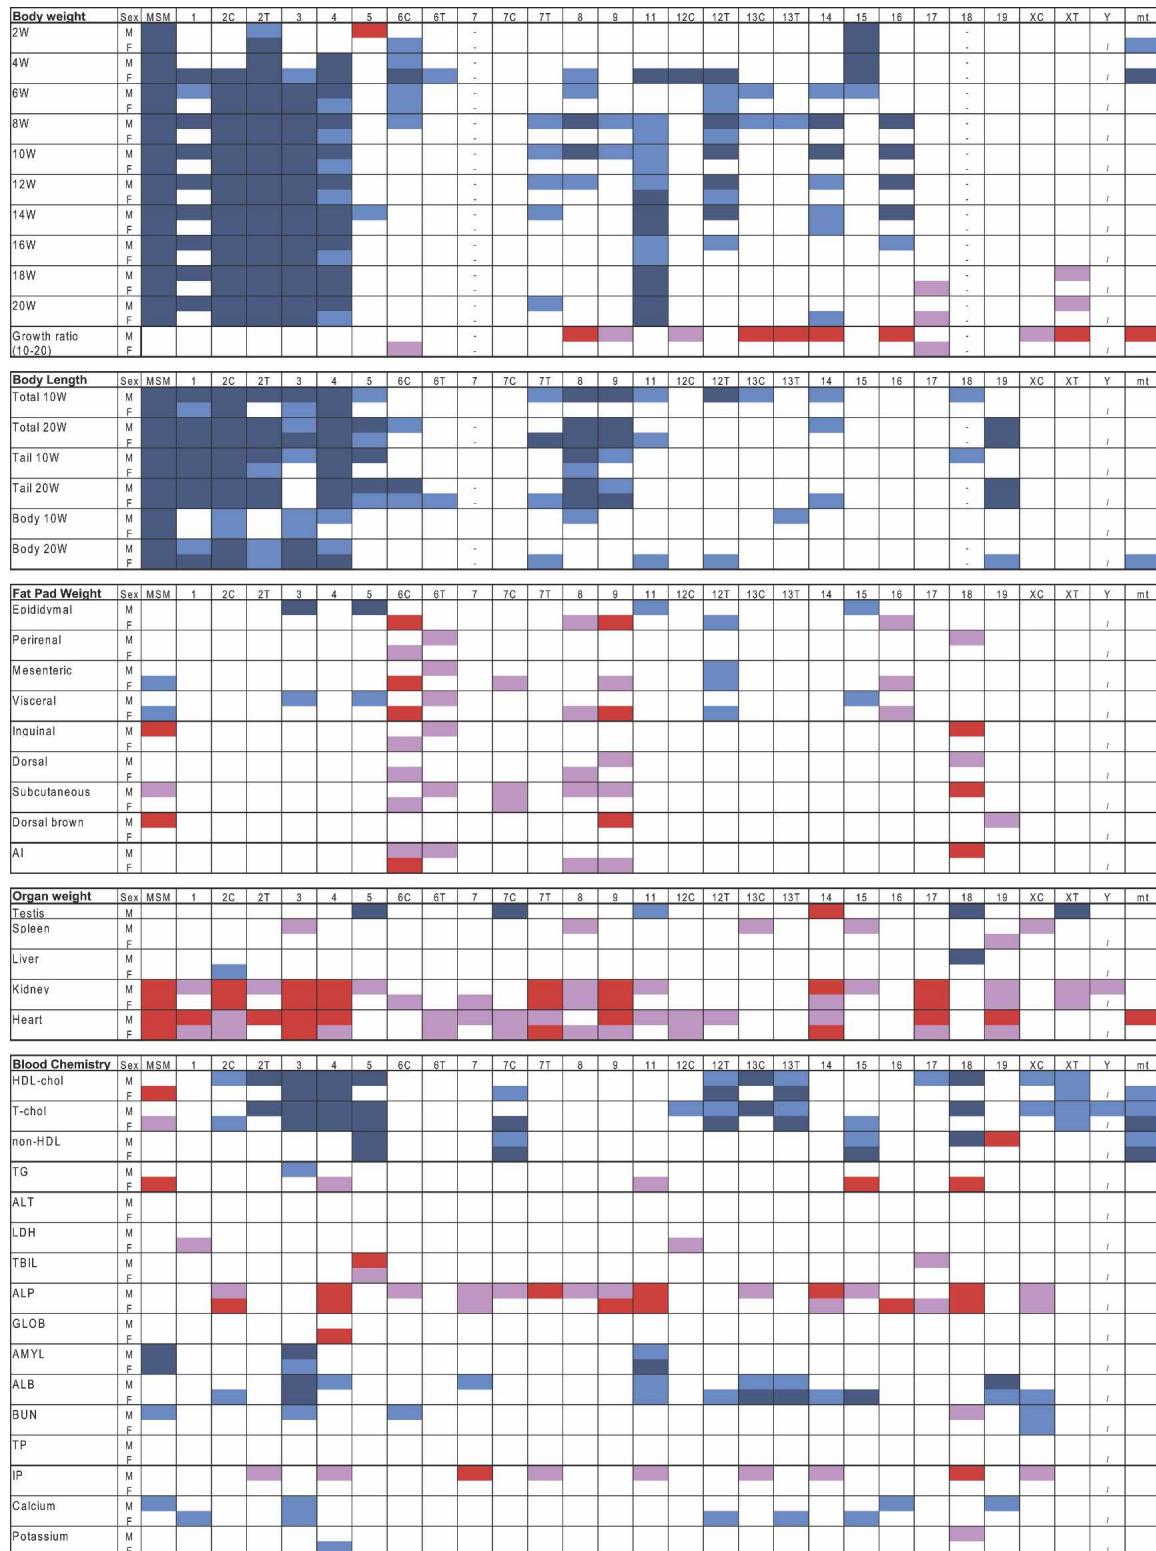 Body weight Sex MSM 1 2C 2T 3 4 5 6C 6T 7 7C 7T 8 9 11 12C 12T 13C 13T 14 15 16 17 18 19 XC XT Y mt
2W M - -
F - - /
4W M - -
F - - /
6W M - -
F - - /
8W M - -
F - - /
10W M - -
F - - /
12W M - -
F - - /
14W M - -
F - - /
16W M - -
F - - /
18W M - -
F - - /
20W M - -
F - - /
Growth ratio M - -
(10-20) F - - /
Body Length Sex MSM 1 2C 2T 3 4 5 6C 6T 7 7C 7T 8 9 11 12C 12T 13C 13T 14 15 16 17 18 19 XC XT Y mt
Total 10W M
F /
Total 20W M - -
F - - /
Tail 10W M
F /
Tail 20W M - -
F - - /
Body 10W M
F /
Body 20W M - -
F - - /
Fat Pad Weight Sex MSM 1 2C 2T 3 4 5 6C 6T 7 7C 7T 8 9 11 12C 12T 13C 13T 14 15 16 17 18 19 XC XT Y mt
Epididymal M
F /
Perirenal M
F /
Mesenteric M
F /
Visceral M
F /
Inguinal M
F /
Dorsal M
F /
Subcutaneous M
F /
Dorsal brown M
F /
AI M
F /
Organ weight Sex MSM 1 2C 2T 3 4 5 6C 6T 7 7C 7T 8 9 11 12C 12T 13C 13T 14 15 16 17 18 19 XC XT Y mt
Testis M
Spleen M
F /
Liver M
F /
Kidney M
F /
Heart M
F /
Blood Chemistry Sex MSM 1 2C 2T 3 4 5 6C 6T 7 7C 7T 8 9 11 12C 12T 13C 13T 14 15 16 17 18 19 XC XT Y mt
HDL-chol M
F /
T-chol M
F /
non-HDL M
F /
TG M
F /
ALT M
F /
LDH M
F /
TBIL M
F /
ALP M
F /
GLOB M
F /
AMYL M
F /
ALB M
F /
BUN M
F /
TP M
F /
IP M
F /
Calcium M
F /
Potassium M
F /